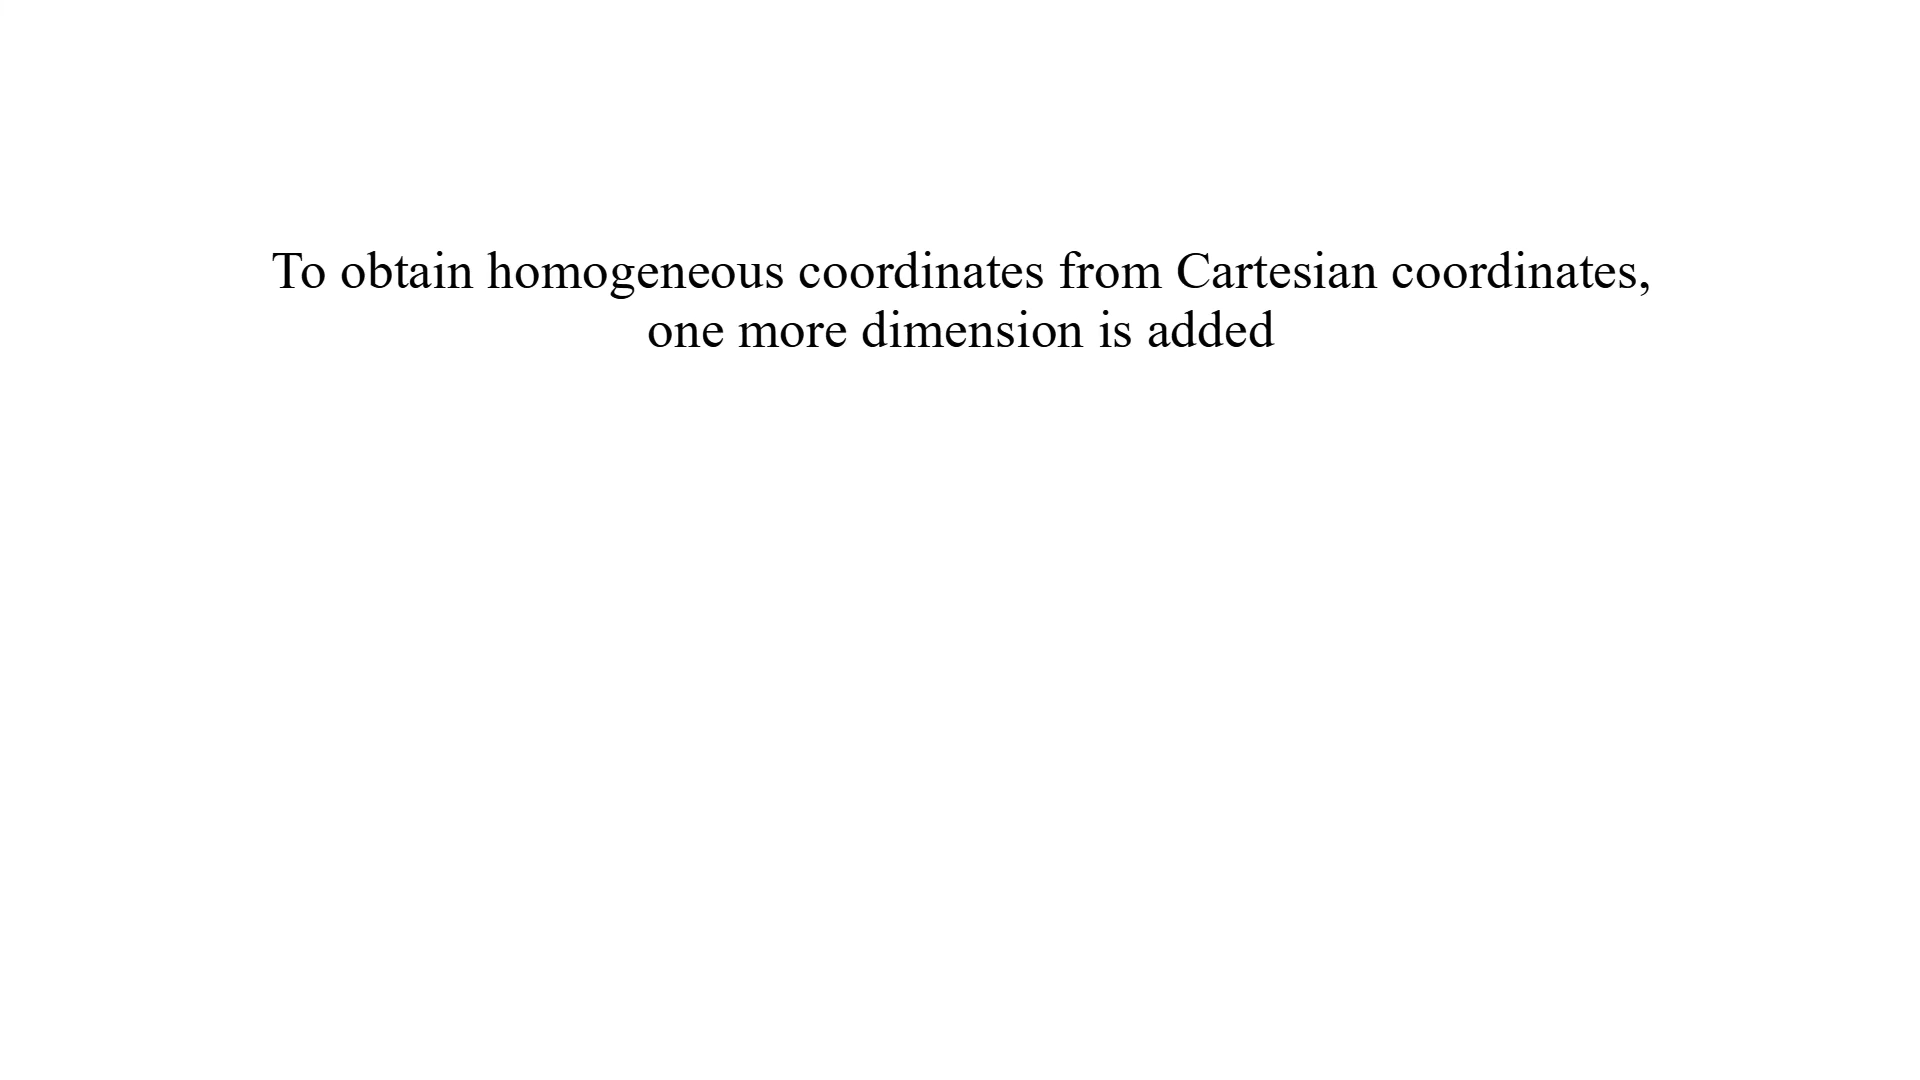 To obtain homogeneous coordinates from Cartesian coordinates,
one more dimension is added